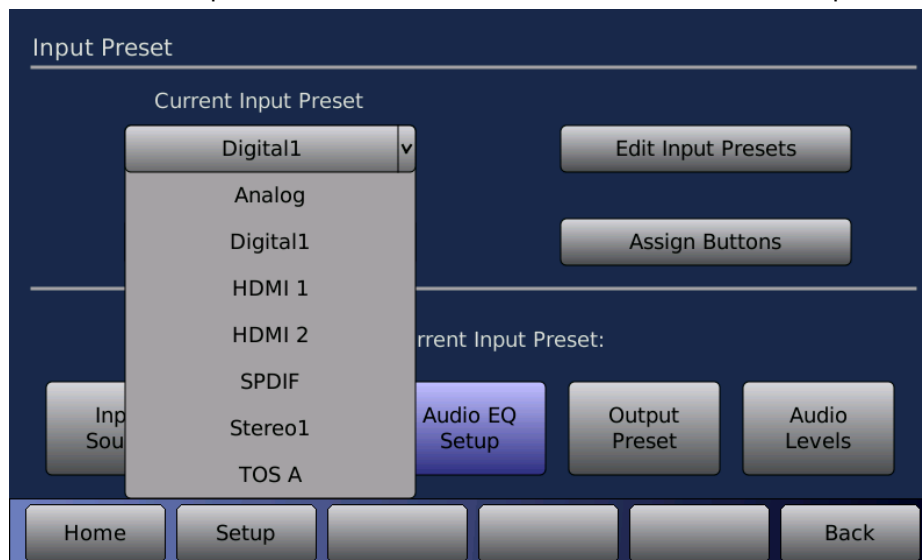 Input Preset
Current Input Preset
Digital1
Edit Input Presets
Analog
Digital1
Assign Buttons
HDMI 1
HDMI 2
rrent Input Preset:
SPDIF
Stereo1
TOS A
Inp
Sou
Audio EQ
Setup
Output
Preset
Audio
Levels
Home
Setup
Back